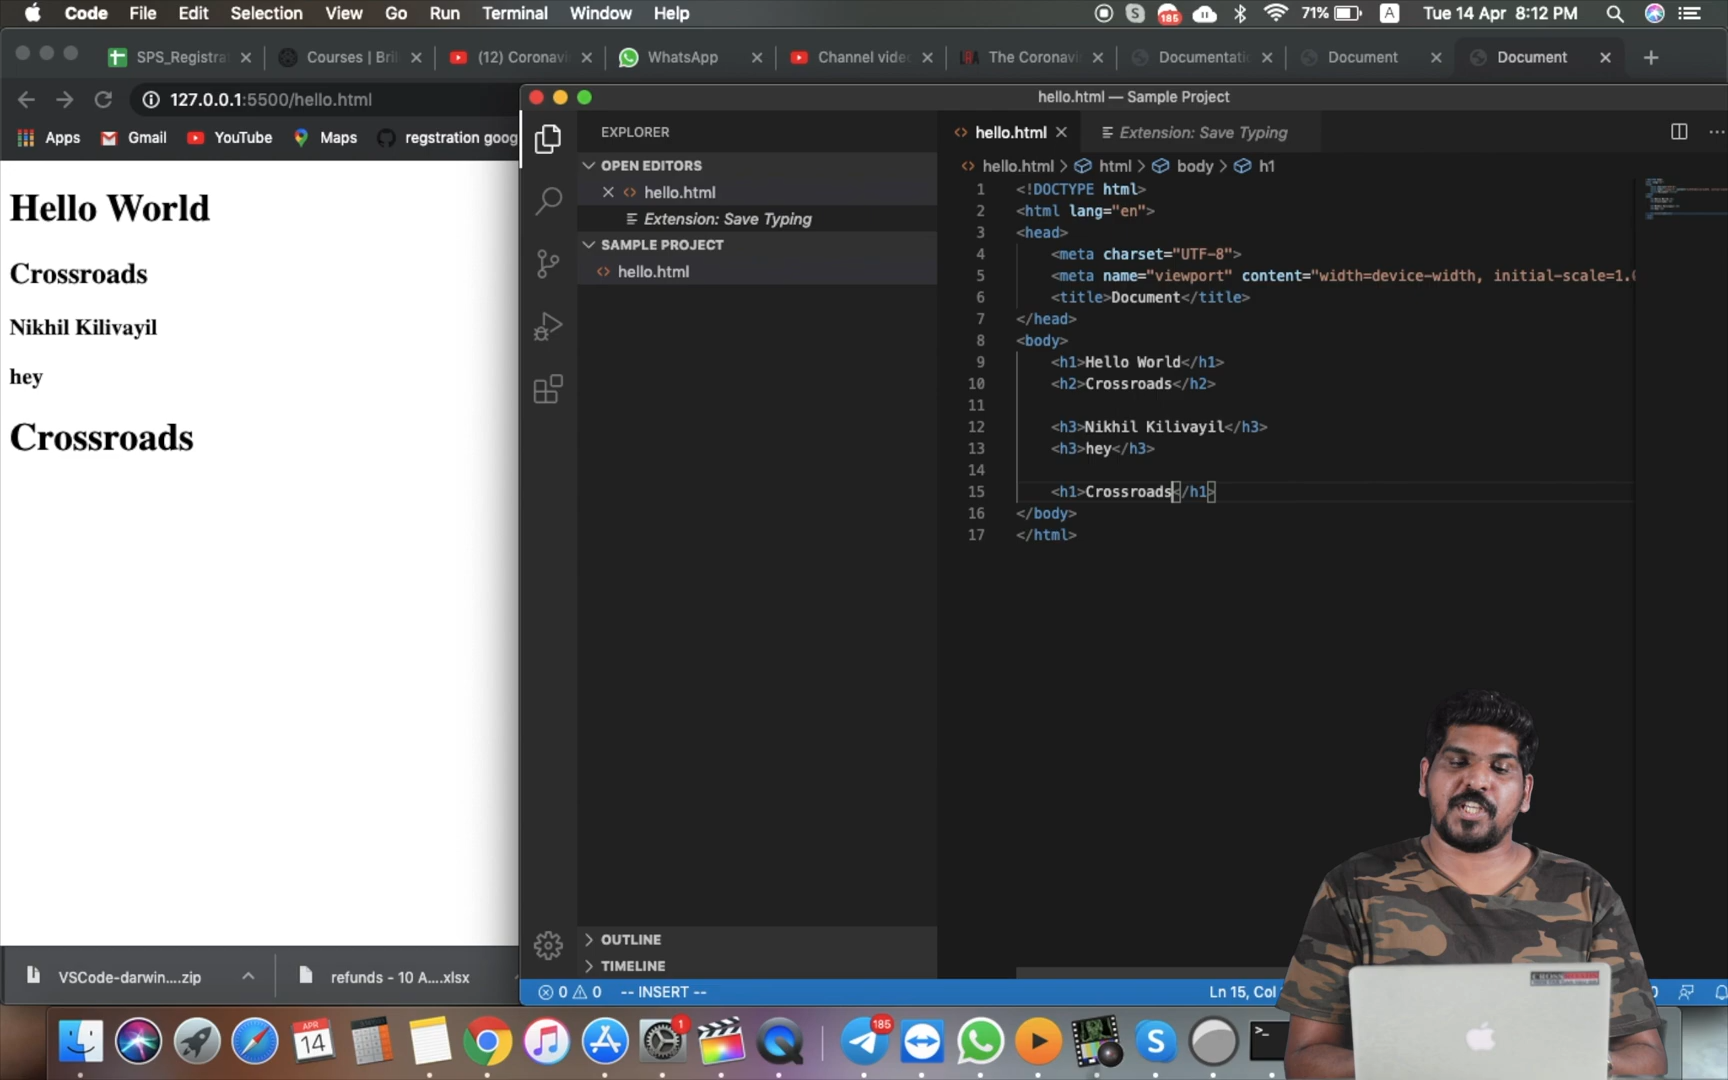 Code File Edit Selection View Go Run Terminal Window Help 185 71% A Tue 14 Apr 8:12 PM
SPS_Registra Courses | Bril (12) Coronavi WhatsApp Channel vide The Coronavi Documentati Document Document
127.0.0.1:5500/hello.html
Apps Gmail YouTube Maps regstration goog
Hello World
Crossroads
Nikhil Kilivayil
hey
Crossroads
VSCode-darwin....zip refunds - 10 A....xlsx
hello.html — Sample Project
EXPLORER
OPEN EDITORS
hello.html
Extension: Save Typing
SAMPLE PROJECT
hello.html
OUTLINE
TIMELINE
hello.html Extension: Save Typing
hello.html > html > body > h1
1 <!DOCTYPE html>
2 <html lang="en">
3 <head>
4 <meta charset="UTF-8">
5 <meta name="viewport" content="width=device-width, initial-scale=1.
6 <title>Document</title>
7 </head>
8 <body>
9 <h1>Hello World</h1>
10 <h2>Crossroads</h2>
11
12 <h3>Nikhil Kilivayil</h3>
13 <h3>hey</h3>
14
15 <h1>Crossroads</h1>
16 </body>
17 </html>
0 0 -- INSERT -- Ln 15, Col
APR
14 1 185